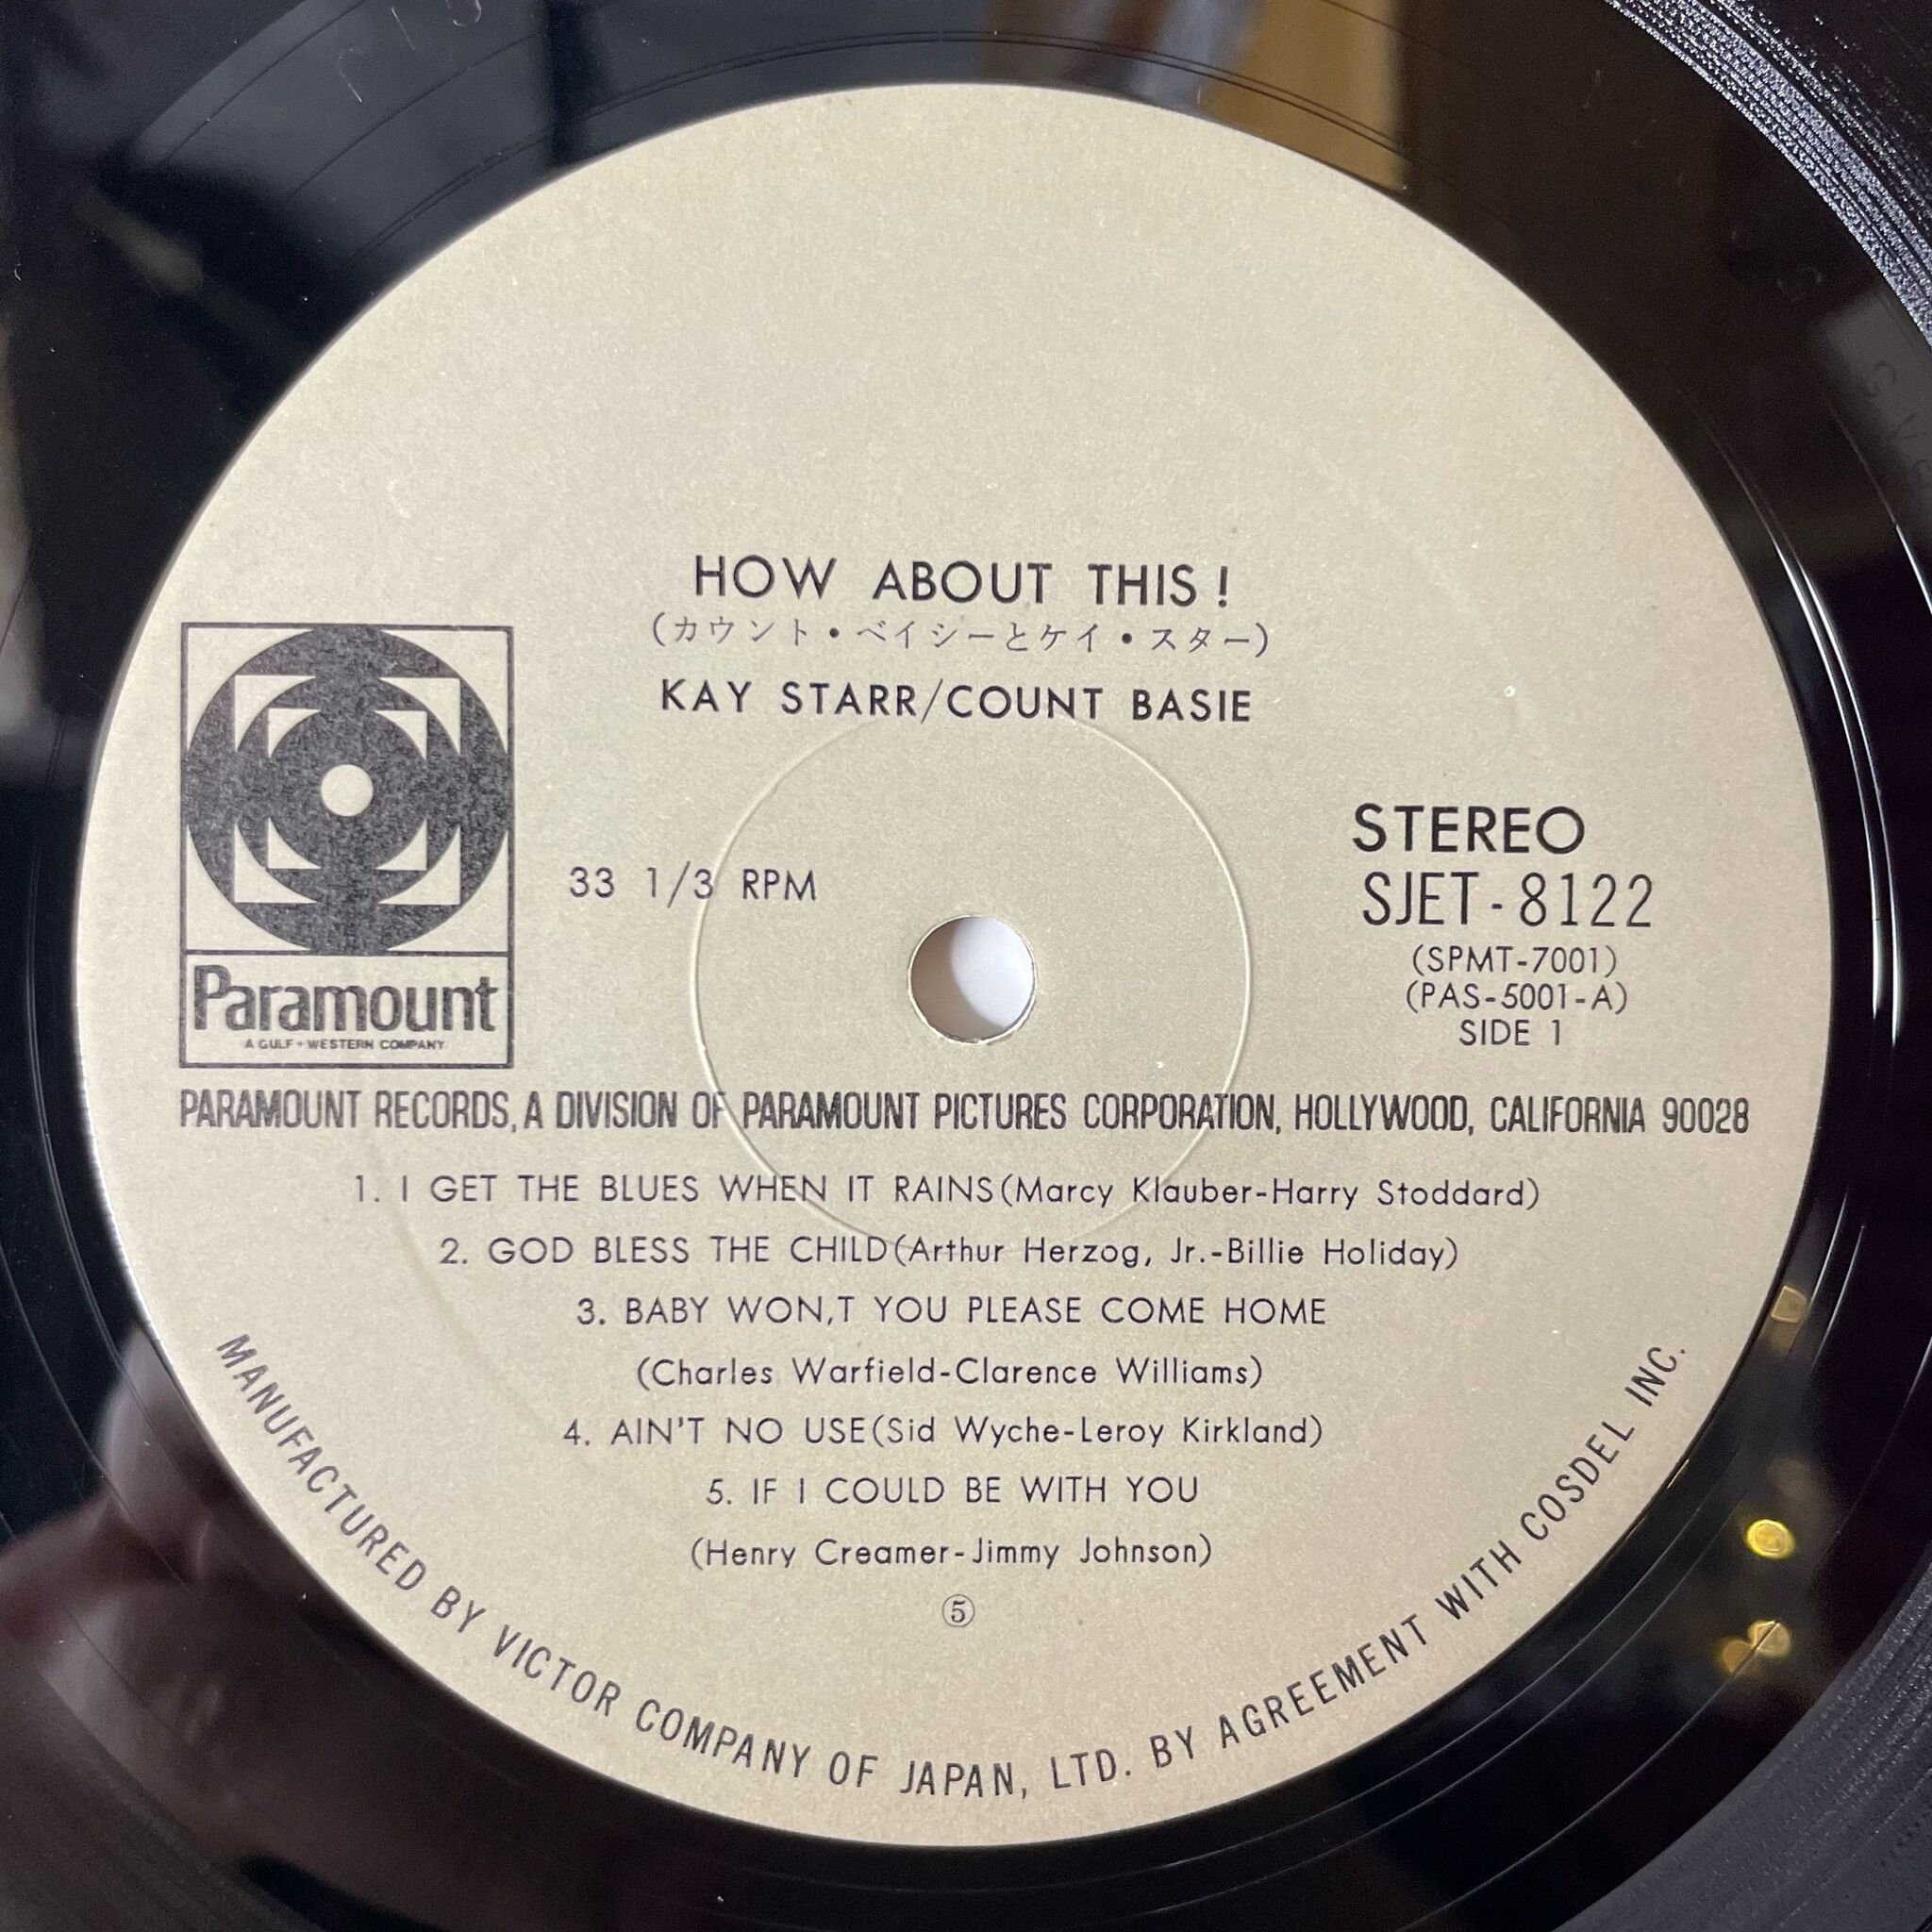 HOW ABOUT THIS!
(カウント・ベイシーとケイ・スター)
KAY STARR/COUNT BASIE
33 1/3 RPM
STEREO
SJET-8122
(SPMT-7001)
(PAS-5001-A)
SIDE 1
Paramount
A GULF+WESTERN COMPANY
PARAMOUNT RECORDS, A DIVISION OF PARAMOUNT PICTURES CORPORATION, HOLLYWOOD, CALIFORNIA 90028
1. I GET THE BLUES WHEN IT RAINS(Marcy Klauber-Harry Stoddard)
2. GOD BLESS THE CHILD(Arthur Herzog, Jr.-Billie Holiday)
3. BABY WON,T YOU PLEASE COME HOME
(Charles Warfield-Clarence Williams)
4. AIN'T NO USE(Sid Wyche-Leroy Kirkland)
5. IF I COULD BE WITH YOU
(Henry Creamer-Jimmy Johnson)
⑤
MANUFACTURED BY VICTOR COMPANY OF JAPAN, LTD. BY AGREEMENT WITH COSDEL INC.